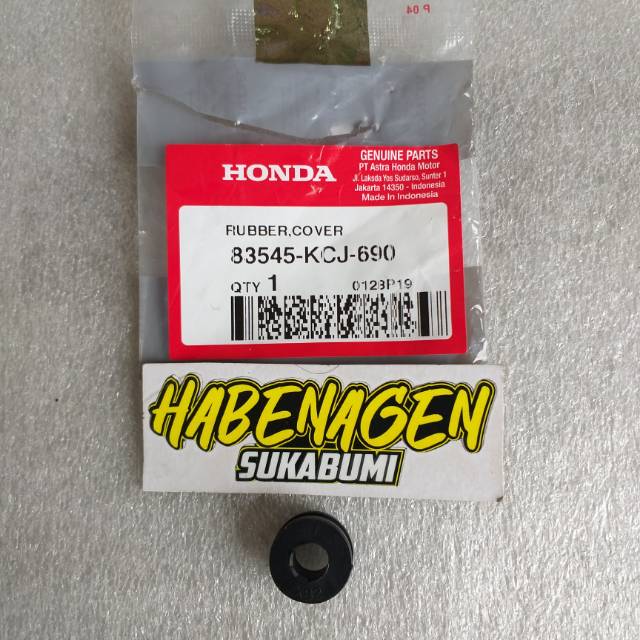 P 04
HONDA
GENUINE PARTS
PT Astra Honda Motor
Jl. Laksda Yos Sudarso, Sunter 1
Jakarta 14350 - Indonesia
Made In Indonesia
RUBBER,COVER
83545-KCJ-690
QTY 1 0128P19
HABENAGEN
SUKABUMI